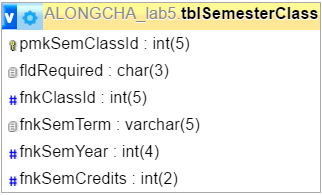 v ALONGCHA_lab5.tblSemesterClass
pmkSemClassId : int(5)
fldRequired : char(3)
# fnkClassId : int(5)
fnkSemTerm : varchar(5)
# fnkSemYear : int(4)
# fnkSemCredits : int(2)